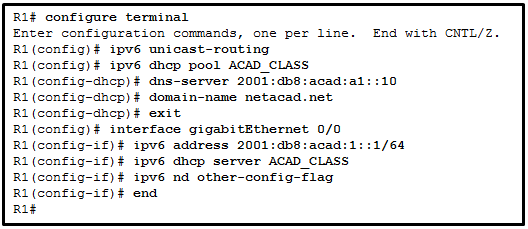 R1# configure terminal
Enter configuration commands, one per line.  End with CNTL/Z.
R1(config)# ipv6 unicast-routing
R1(config)# ipv6 dhcp pool ACAD_CLASS
R1(config-dhcp)# dns-server 2001:db8:acad:a1::10
R1(config-dhcp)# domain-name netacad.net
R1(config-dhcp)# exit
R1(config)# interface gigabitEthernet 0/0
R1(config-if)# ipv6 address 2001:db8:acad:1::1/64
R1(config-if)# ipv6 dhcp server ACAD_CLASS
R1(config-if)# ipv6 nd other-config-flag
R1(config-if)# end
R1#